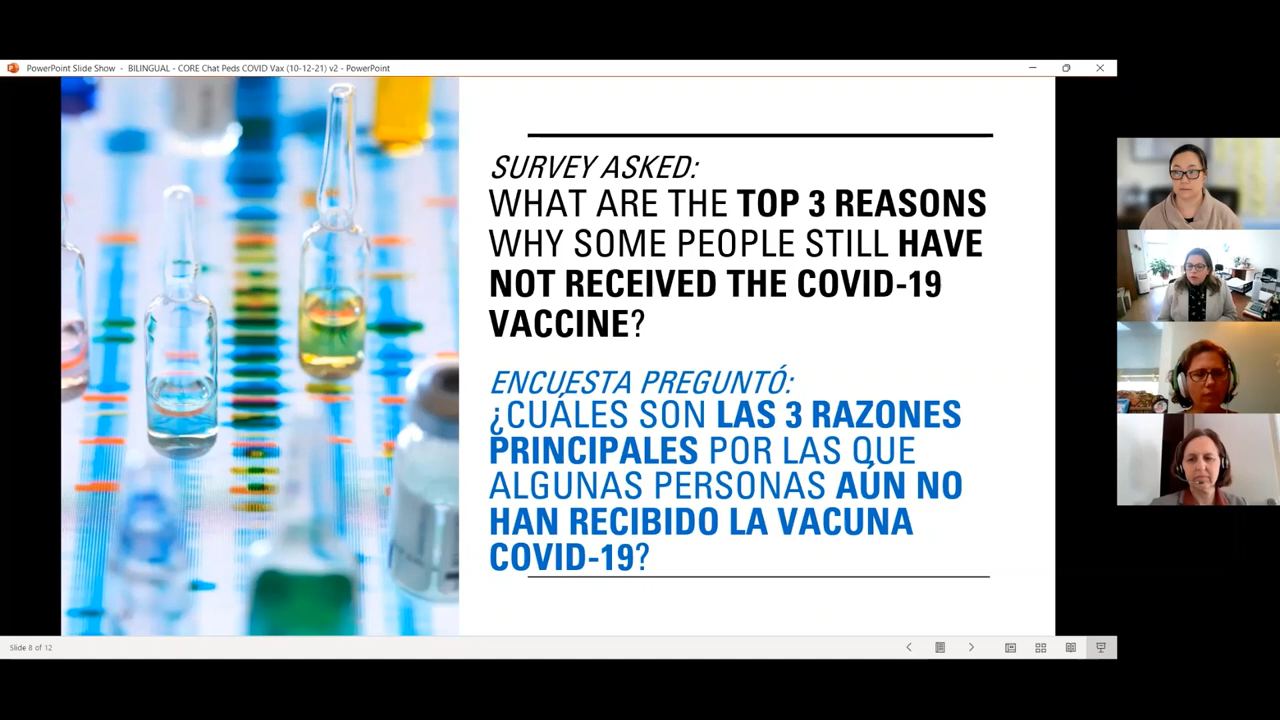 PowerPoint Slide Show - BILINGUAL - CORE Chat Peds COVID Vax (10-12-21) v2 - PowerPoint
SURVEY ASKED:
WHAT ARE THE TOP 3 REASONS
WHY SOME PEOPLE STILL HAVE
NOT RECEIVED THE COVID-19
VACCINE?
ENCUESTA PREGUNTÓ:
¿CUÁLES SON LAS 3 RAZONES
PRINCIPALES POR LAS QUE
ALGUNAS PERSONAS AÚN NO
HAN RECIBIDO LA VACUNA
COVID-19?
Slide 8 of 12